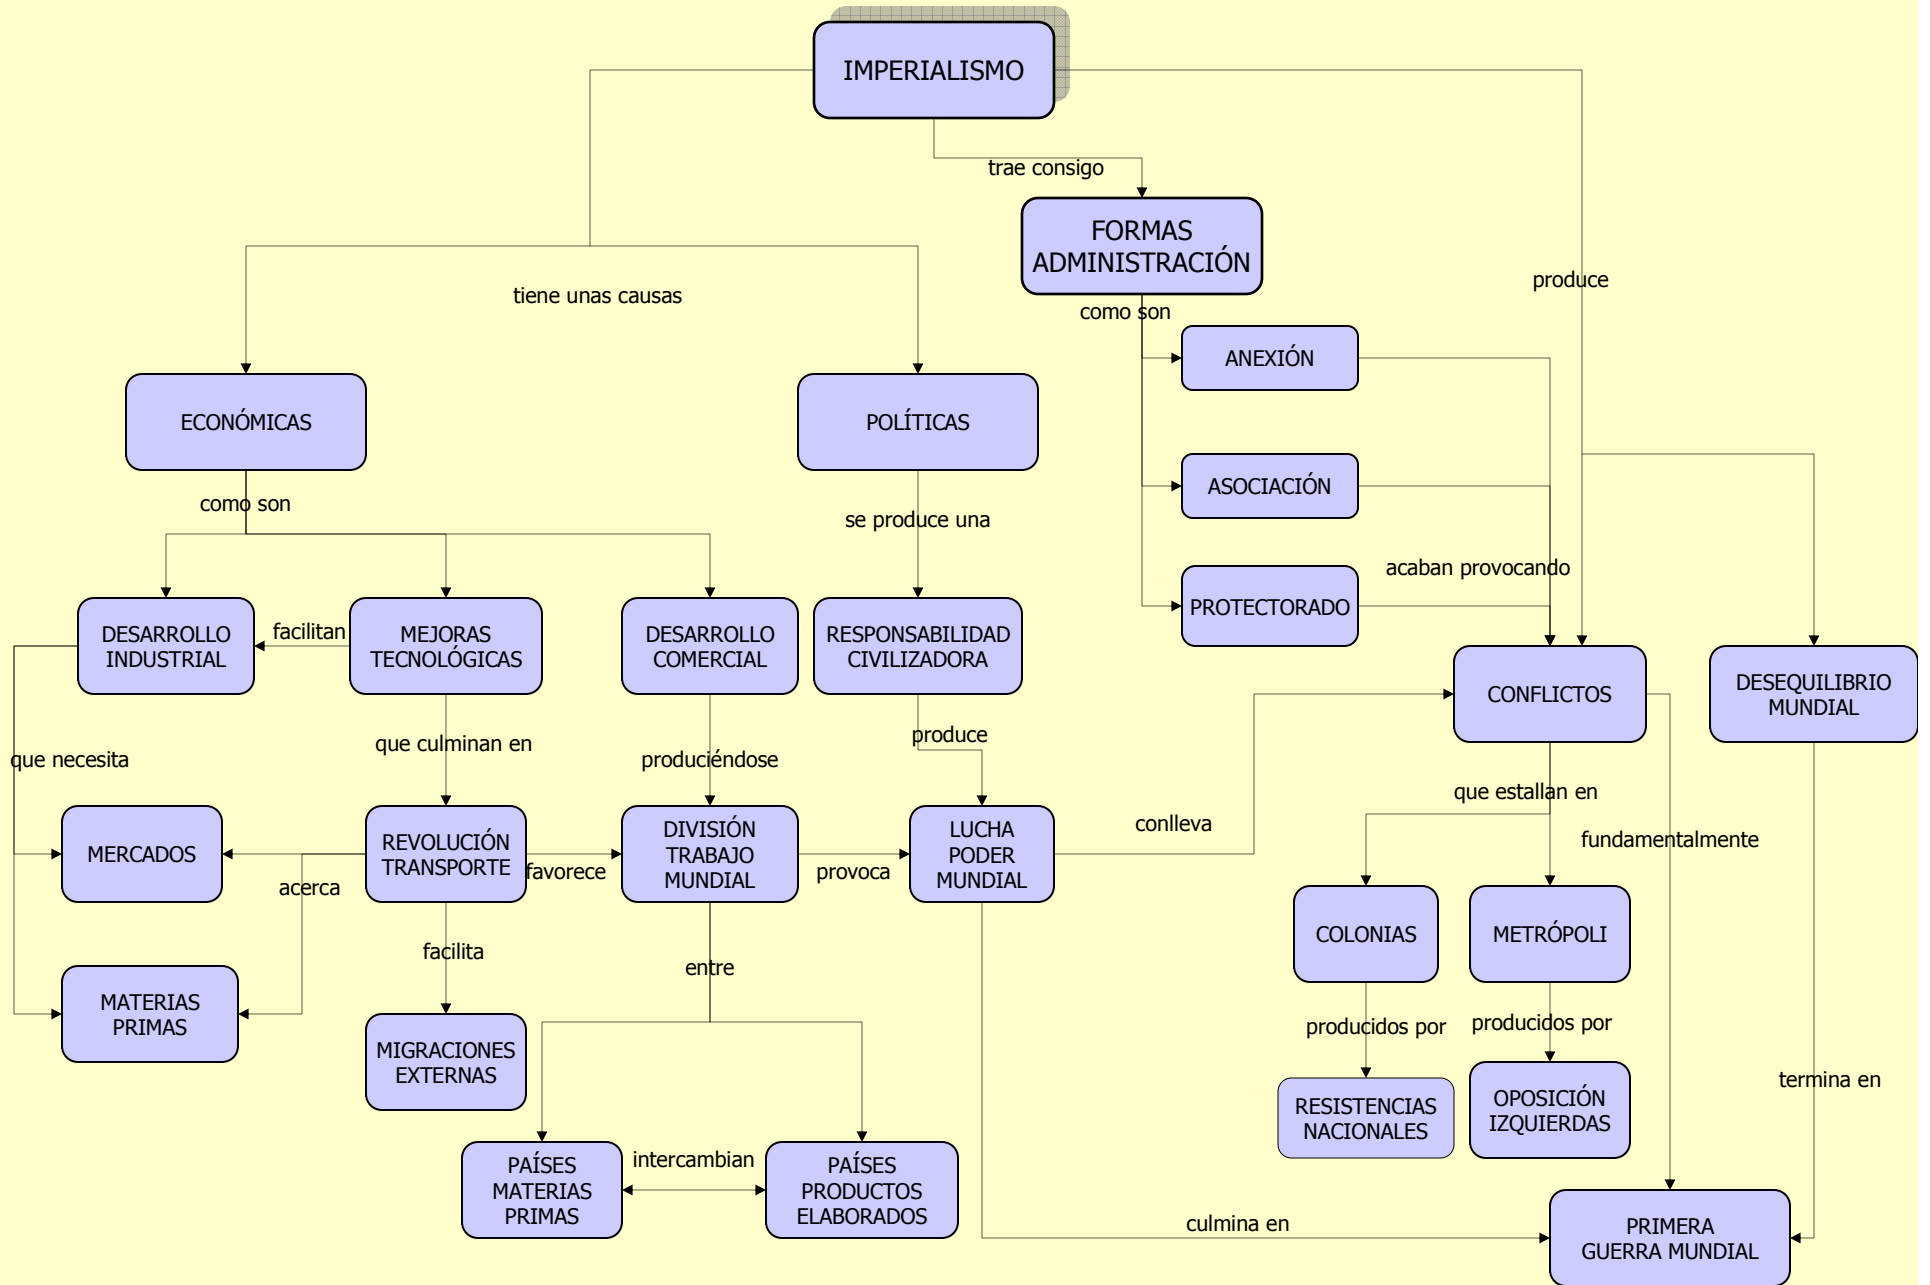 IMPERIALISMO
trae consigo
FORMAS
ADMINISTRACIÓN
produce
tiene unas causas
como son
ANEXIÓN
ECONÓMICAS
POLÍTICAS
ASOCIACIÓN
como son
se produce una
acaban provocando
PROTECTORADO
DESARROLLO
INDUSTRIAL
facilitan
MEJORAS
TECNOLÓGICAS
DESARROLLO
COMERCIAL
RESPONSABILIDAD
CIVILIZADORA
CONFLICTOS
DESEQUILIBRIO
MUNDIAL
que necesita
que culminan en
produciéndose
produce
que estallan en
MERCADOS
acerca
REVOLUCIÓN
TRANSPORTE
favorece
DIVISIÓN
TRABAJO
MUNDIAL
provoca
LUCHA
PODER
MUNDIAL
conlleva
fundamentalmente
COLONIAS
METRÓPOLI
facilita
entre
MATERIAS
PRIMAS
MIGRACIONES
EXTERNAS
producidos por
producidos por
RESISTENCIAS
NACIONALES
OPOSICIÓN
IZQUIERDAS
termina en
PAÍSES
MATERIAS
PRIMAS
intercambian
PAÍSES
PRODUCTOS
ELABORADOS
culmina en
PRIMERA
GUERRA MUNDIAL